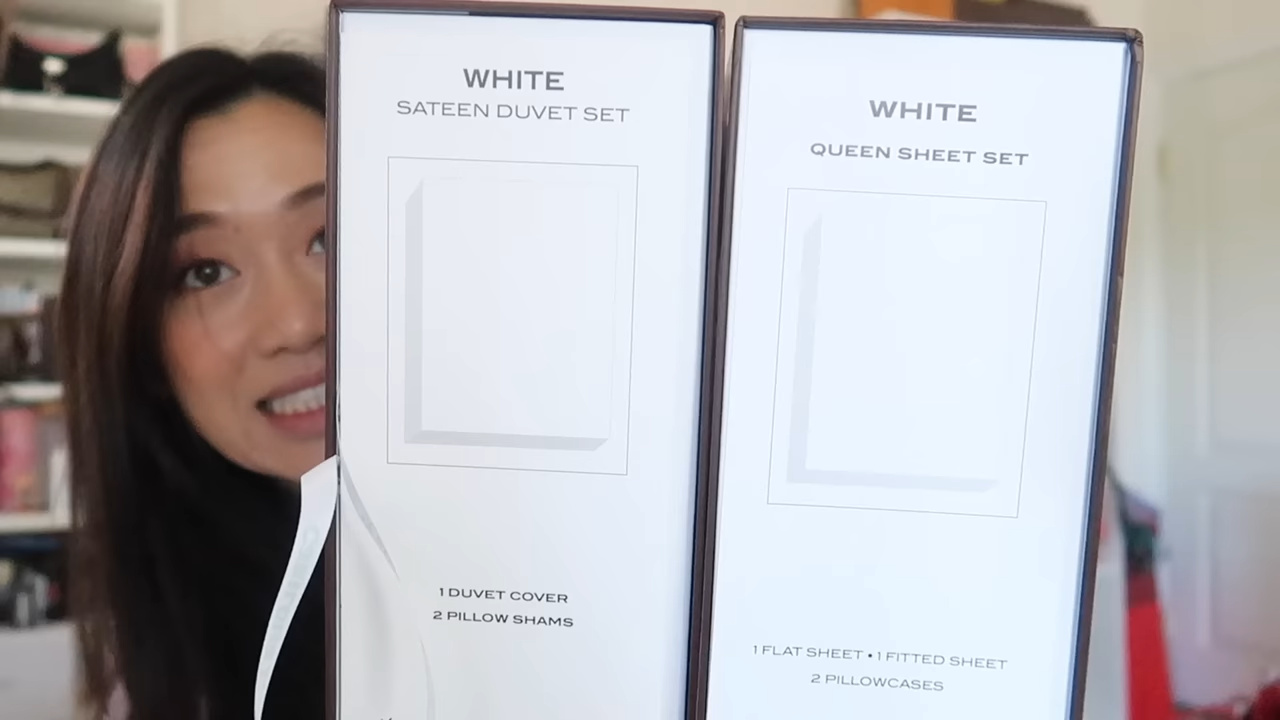 WHITE
SATEEN DUVET SET
1 DUVET COVER
2 PILLOW SHAMS
WHITE
QUEEN SHEET SET
1 FLAT SHEET • 1 FITTED SHEET
2 PILLOWCASES